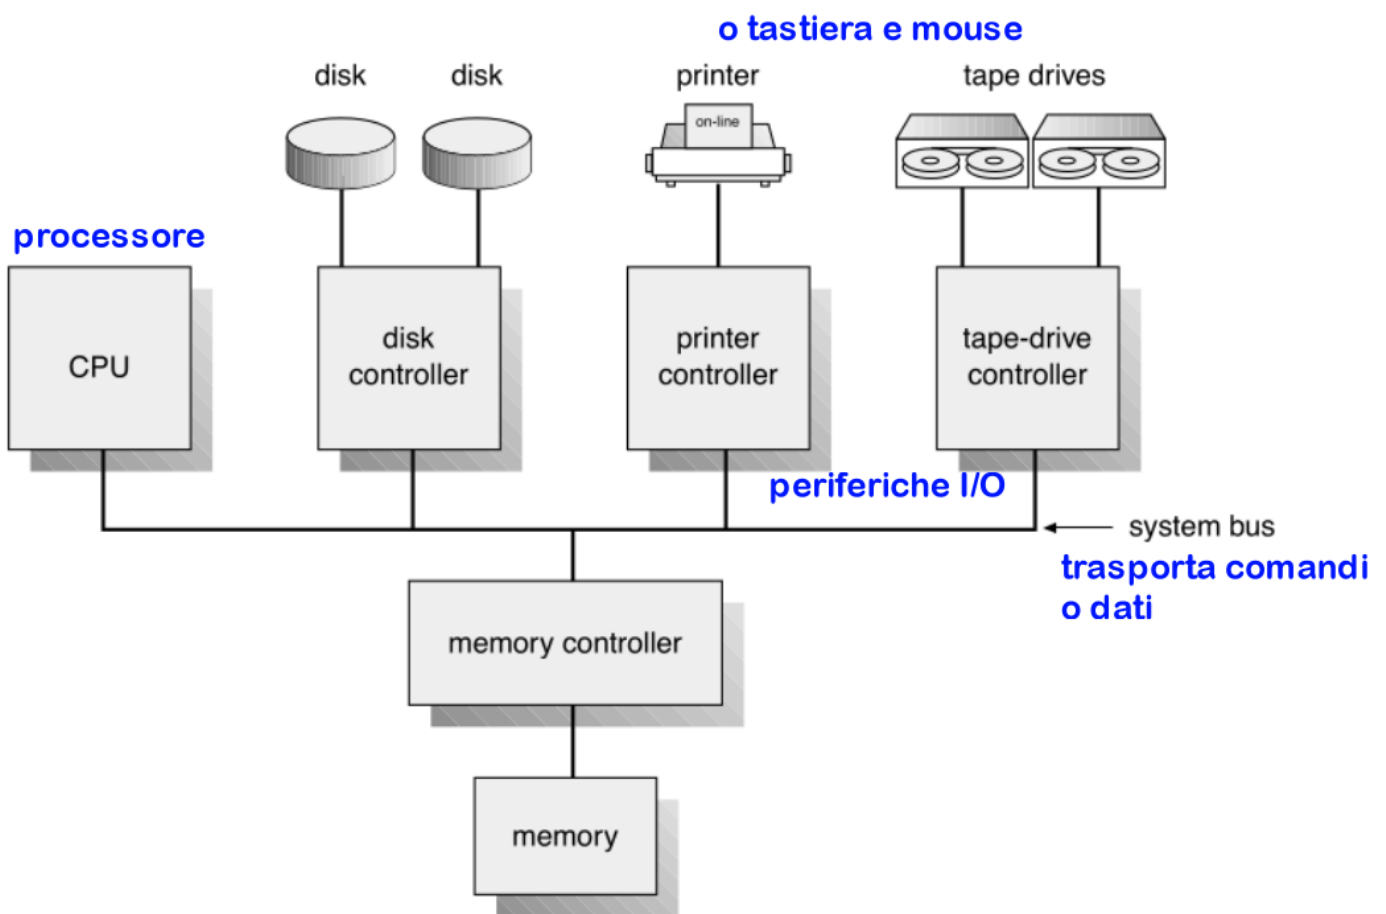 o tastiera e mouse
disk
disk
printer
tape drives
on-line
processore
CPU
disk
controller
printer
controller
tape-drive
controller
periferiche I/O
system bus
trasporta comandi
o dati
memory controller
memory